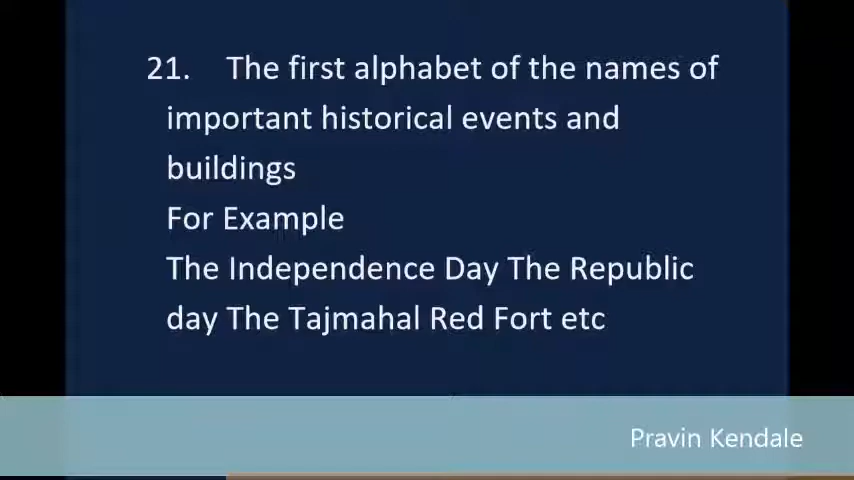 21. The first alphabet of the names of
important historical events and
buildings
For Example
The Independence Day The Republic
day The Tajmahal Red Fort etc
Pravin Kendale